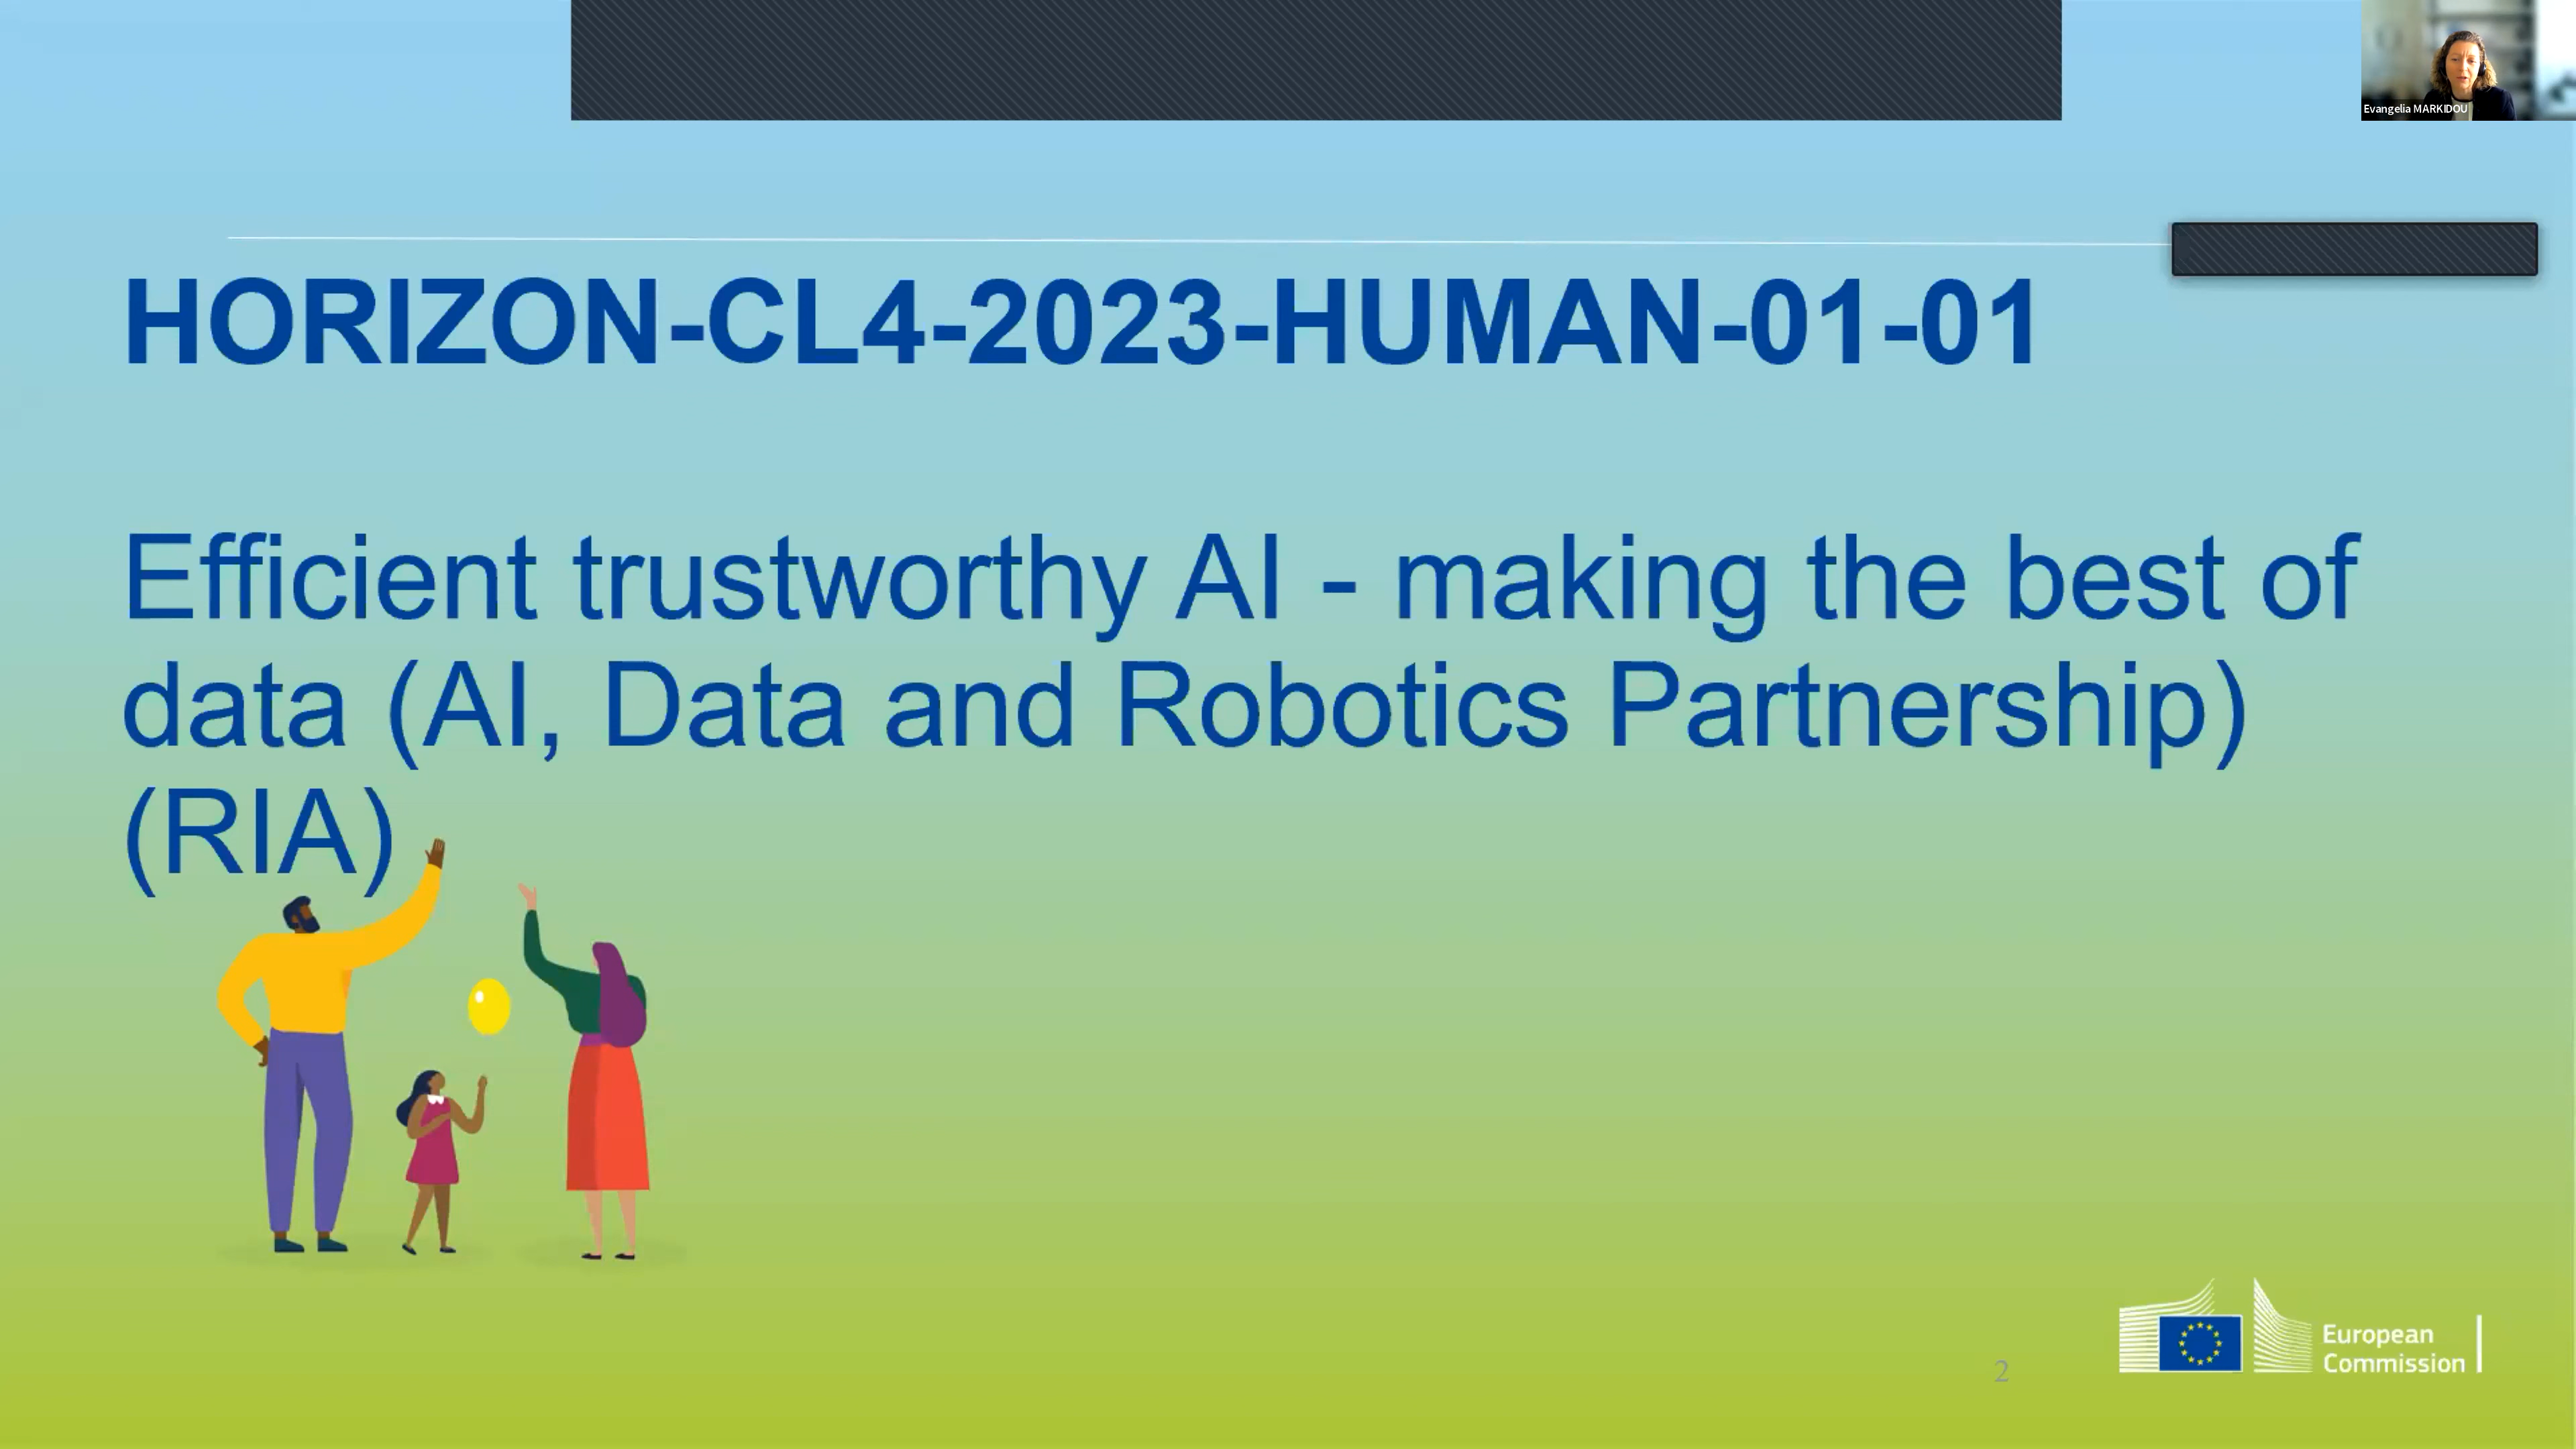 Evangelia MARKIDOU
HORIZON-CL4-2023-HUMAN-01-01
Efficient trustworthy AI - making the best of
data (AI, Data and Robotics Partnership)
(RIA)
European
Commission
2